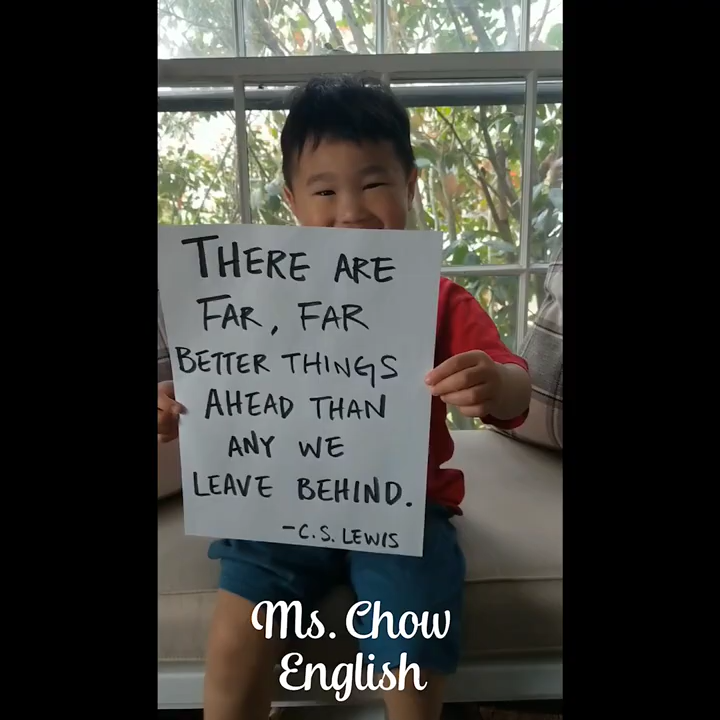 THERE ARE
FAR, FAR
BETTER THINGS
AHEAD THAN
ANY WE
LEAVE BEHIND.
-C.S. LEWIS
Ms. Chow
English